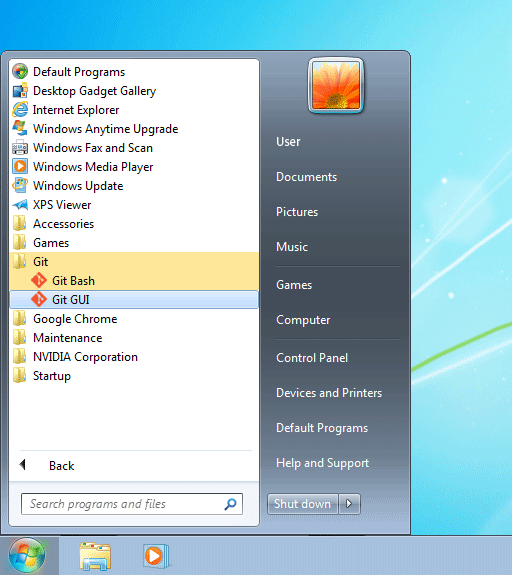 Default Programs
Desktop Gadget Gallery
Internet Explorer
Windows Anytime Upgrade
Windows Fax and Scan
Windows Media Player
Windows Update
XPS Viewer
Accessories
Games
Git
Git Bash
Git GUI
Google Chrome
Maintenance
NVIDIA Corporation
Startup
Back
Search programs and files
User
Documents
Pictures
Music
Games
Computer
Control Panel
Devices and Printers
Default Programs
Help and Support
Shut down